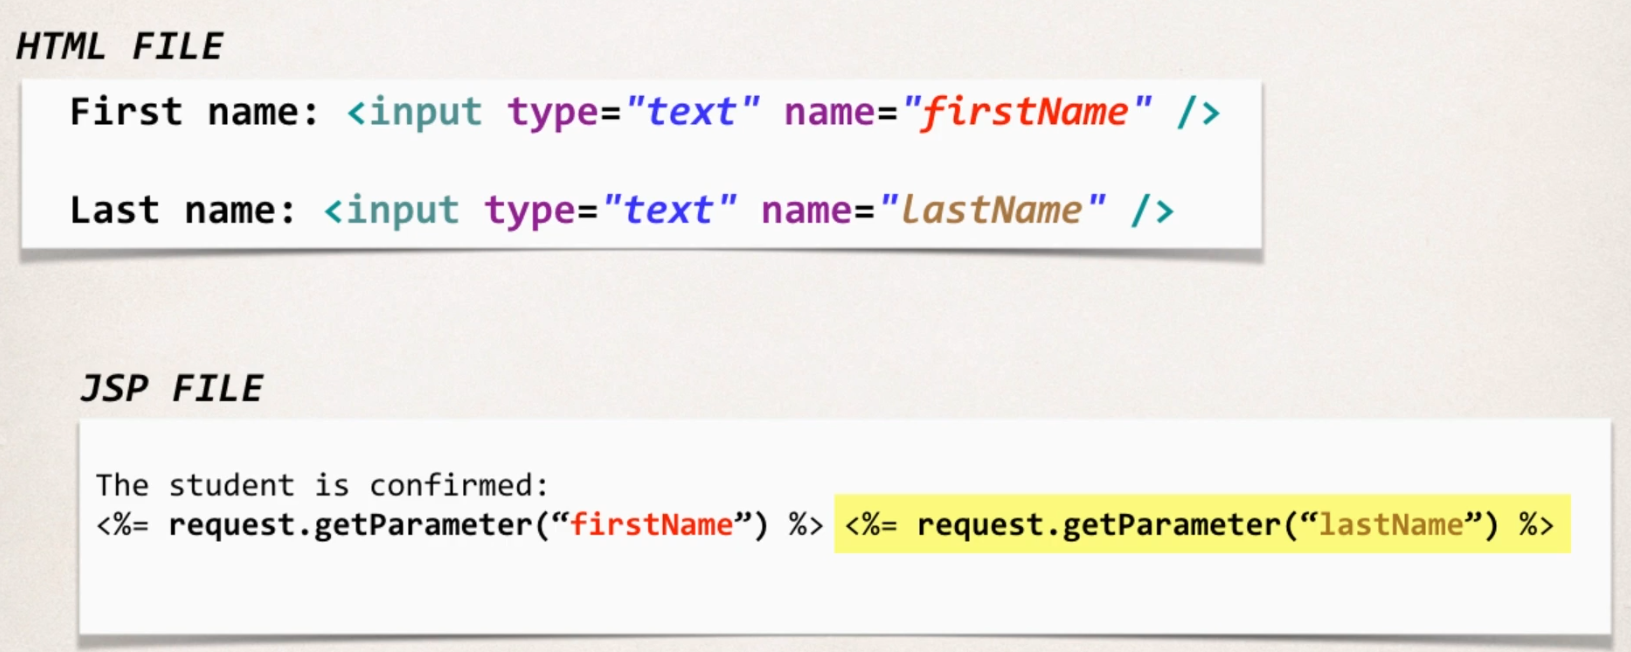 HTML FILE
First name: <input type="text" name="firstName" />
Last name: <input type="text" name="lastName" />
JSP FILE
The student is confirmed:
<%= request.getParameter(“firstName”) %> <%= request.getParameter(“lastName”) %>